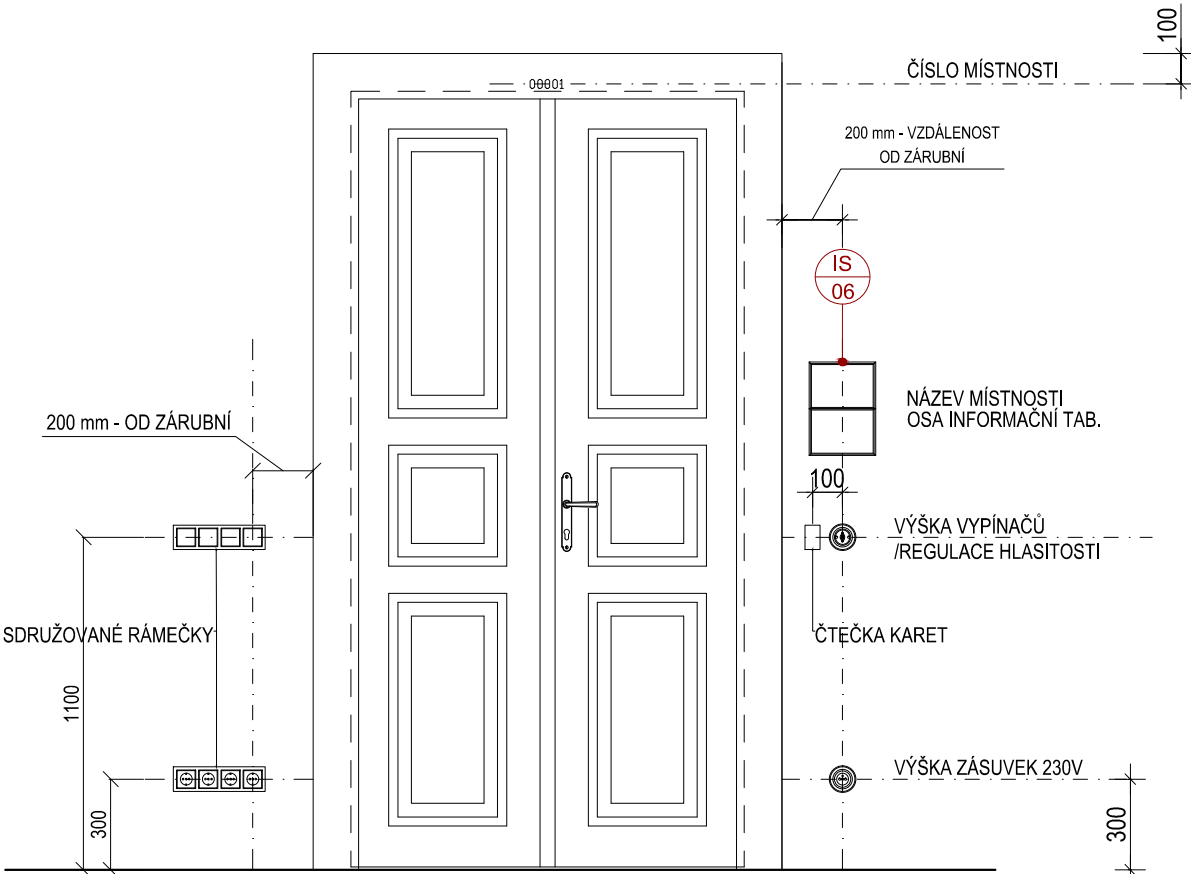 100
ČÍSLO MÍSTNOSTI
00001
200 mm - VZDÁLENOST
OD ZÁRUBNÍ
IS
06
NÁZEV MÍSTNOSTI
OSA INFORMAČNÍ TAB.
200 mm - OD ZÁRUBNÍ
100
VÝŠKA VYPÍNAČŮ
/REGULACE HLASITOSTI
SDRUŽOVANÉ RÁMEČKY
ČTEČKA KARET
1100
VÝŠKA ZÁSUVEK 230V
300
300